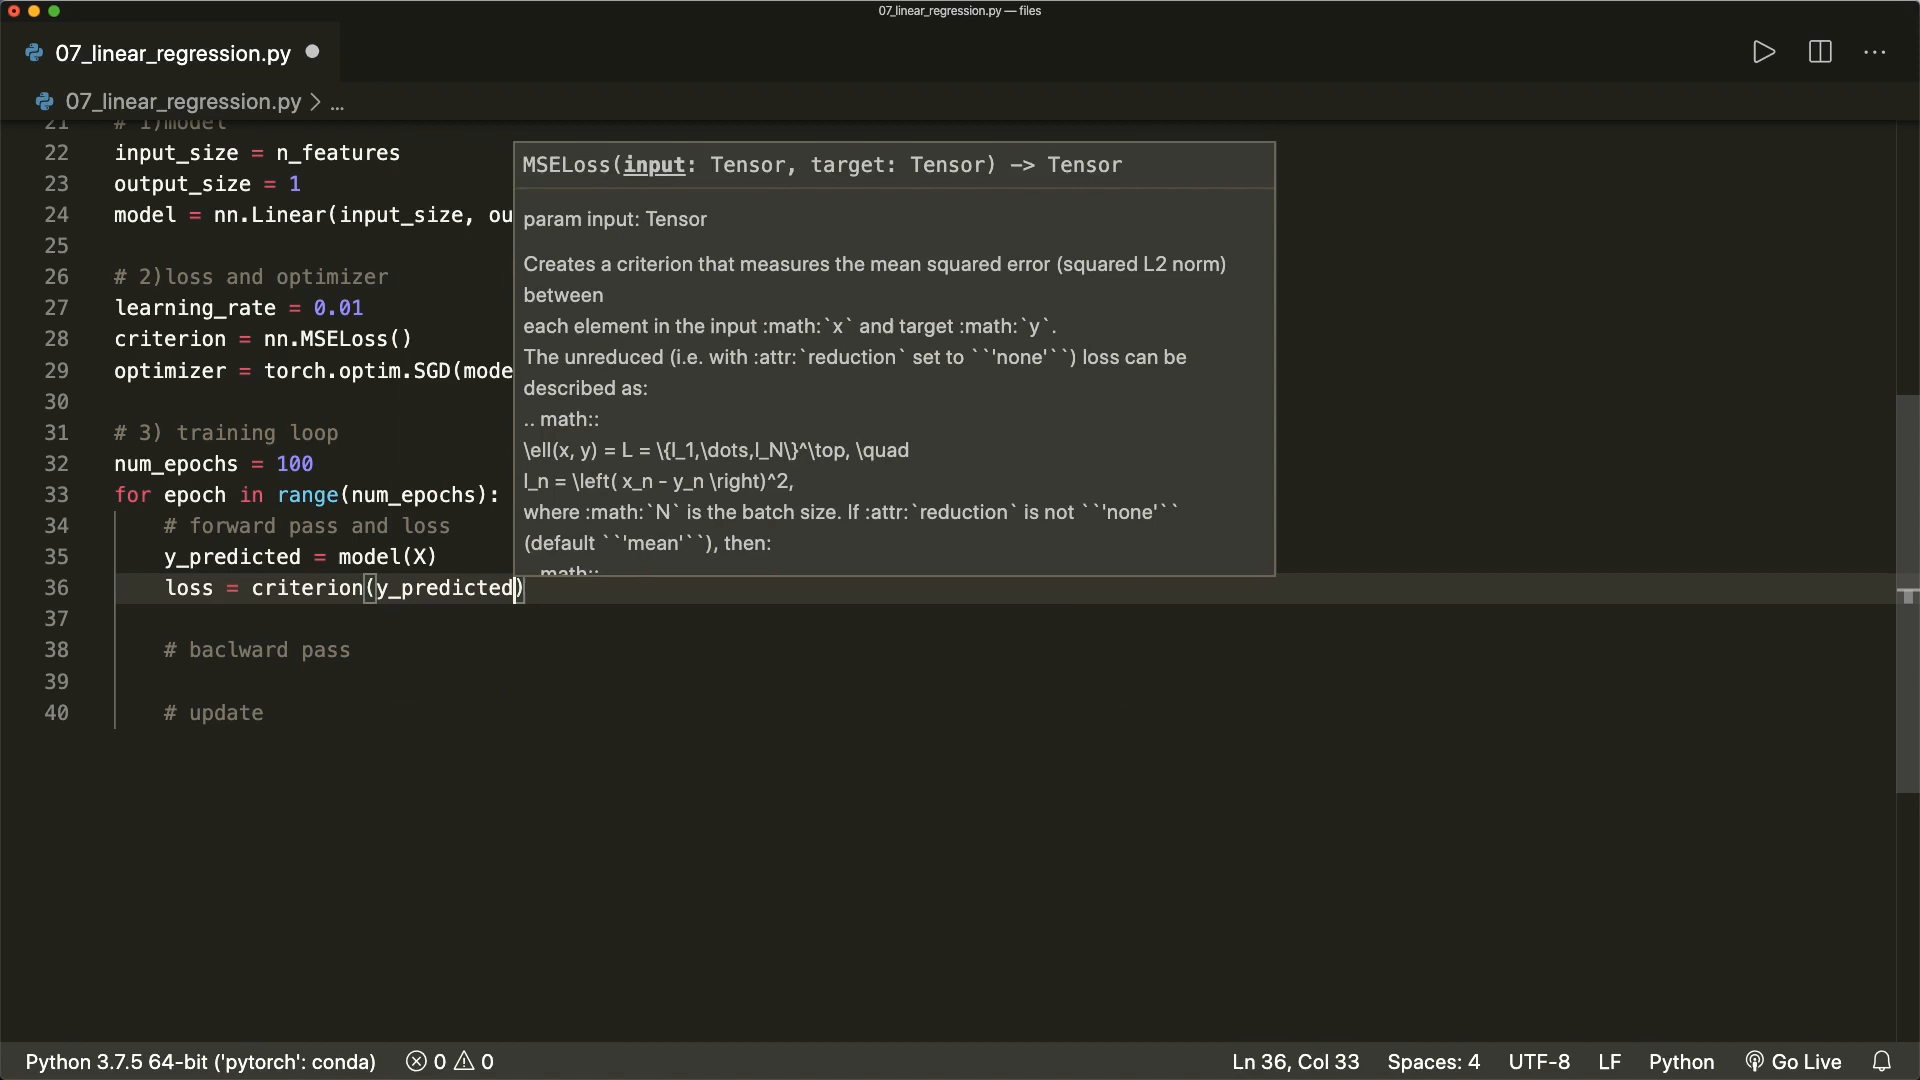 07_linear_regression.py — files
07_linear_regression.py
07_linear_regression.py > ...
21 # 1)model
22 input_size = n_features
23 output_size = 1
24 model = nn.Linear(input_size, ou
25
26 # 2)loss and optimizer
27 learning_rate = 0.01
28 criterion = nn.MSELoss()
29 optimizer = torch.optim.SGD(mode
30
31 # 3) training loop
32 num_epochs = 100
33 for epoch in range(num_epochs):
34 # forward pass and loss
35 y_predicted = model(X)
36 loss = criterion(y_predicted)
37
38 # baclward pass
39
40 # update
MSELoss(input: Tensor, target: Tensor) -> Tensor
param input: Tensor
Creates a criterion that measures the mean squared error (squared L2 norm)
between
each element in the input :math:`x` and target :math:`y`.
The unreduced (i.e. with :attr:`reduction` set to ``'none'``) loss can be
described as:
.. math::
\ell(x, y) = L = \{l_1,\dots,l_N\}^\top, \quad
l_n = \left( x_n - y_n \right)^2,
where :math:`N` is the batch size. If :attr:`reduction` is not ``'none'``
(default ``'mean'``), then:
.. math::
Python 3.7.5 64-bit ('pytorch': conda) 0 0 Ln 36, Col 33 Spaces: 4 UTF-8 LF Python Go Live